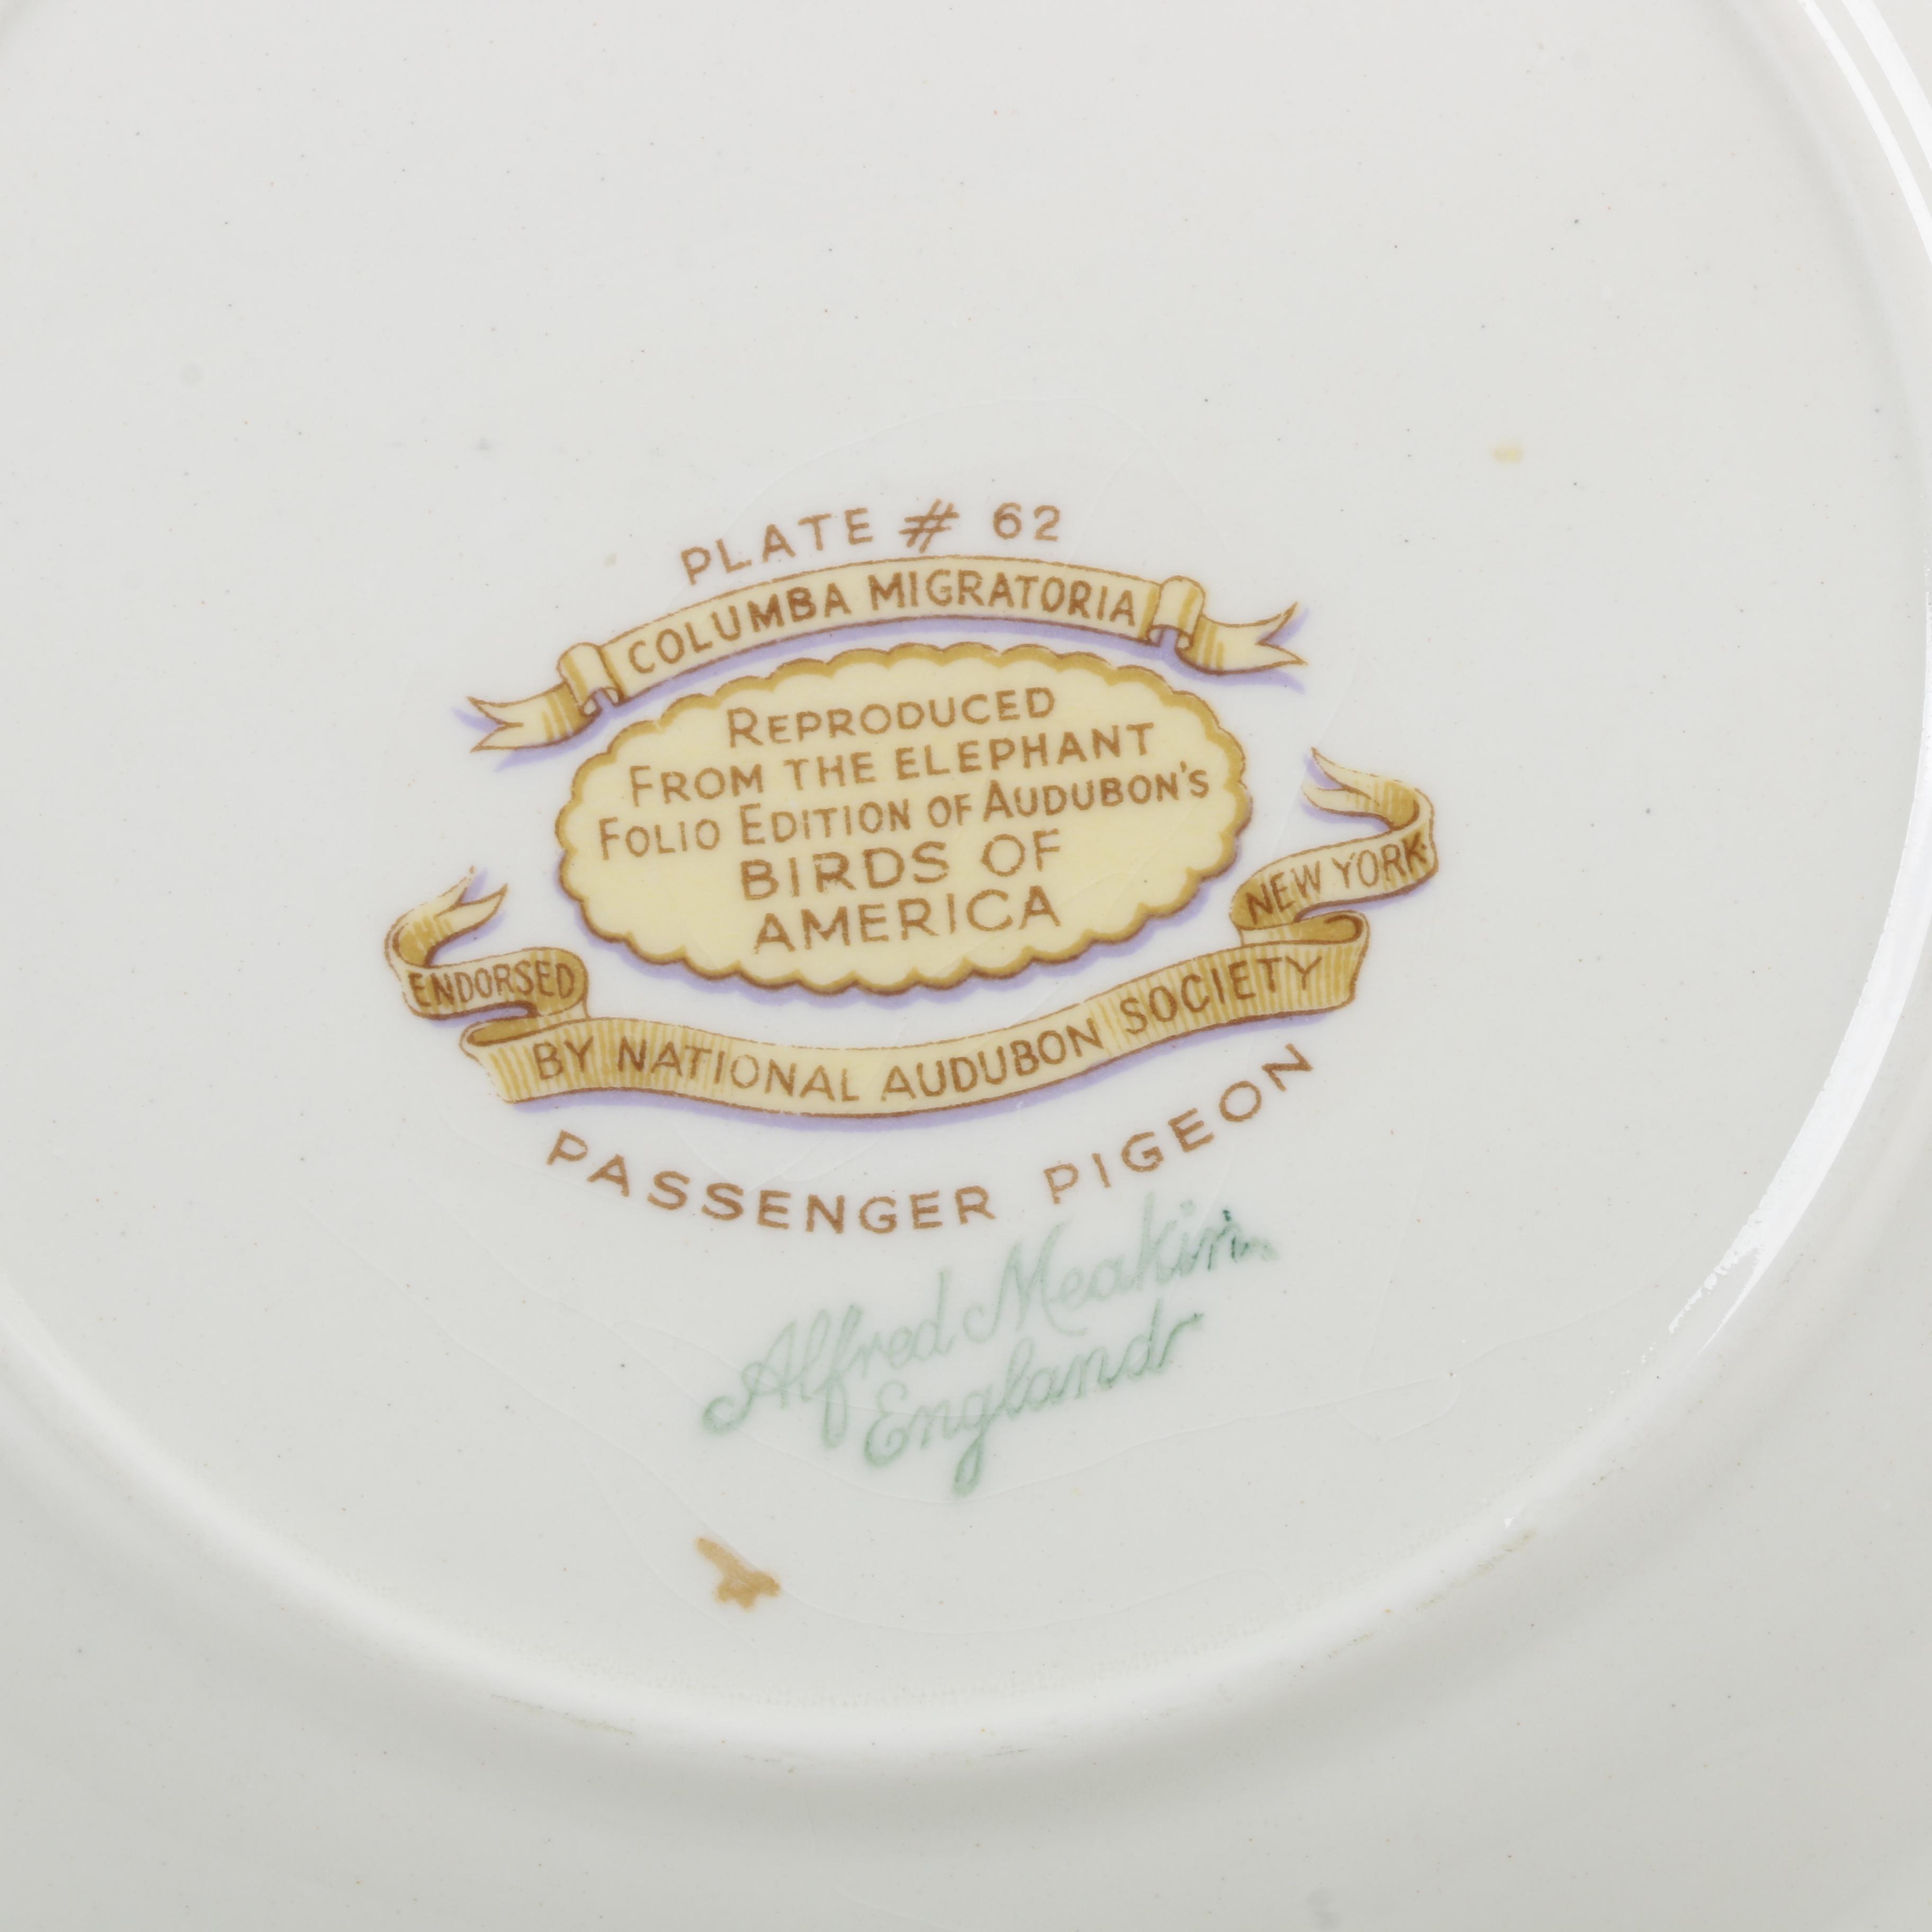 PLATE # 62
COLUMBA MIGRATORIA
REPRODUCED
FROM THE ELEPHANT
FOLIO EDITION OF AUDUBON'S
BIRDS OF
AMERICA
ENDORSED
BY NATIONAL AUDUBON SOCIETY
NEW YORK
PASSENGER PIGEON
Alfred Meakin
England